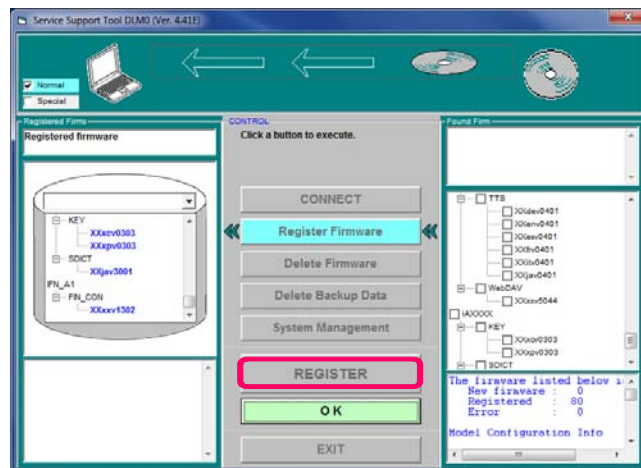 Service Support Tool DLM0 (Ver. 4.41E)
Normal
Special
Registered Firms
Registered firmware
KEY
XXxcv0303
XXxpv0303
SDICT
XXjav3001
IFN_A1
FIN_CON
XXxxv1302
CONTROL
Click a button to execute.
CONNECT
Register Firmware
Delete Firmware
Delete Backup Data
System Management
REGISTER
OK
EXIT
Found Firm
TTS
XXdev0401
XXenv0401
XXesv0401
XXfrv0401
XXitv0401
XXjav0401
WebDAV
XXxxv5044
iAXXXX
KEY
XXxpv0303
SDICT
The firmware listed below i
New firmware : 0
Registered : 80
Error : 0
Model Configuration Info